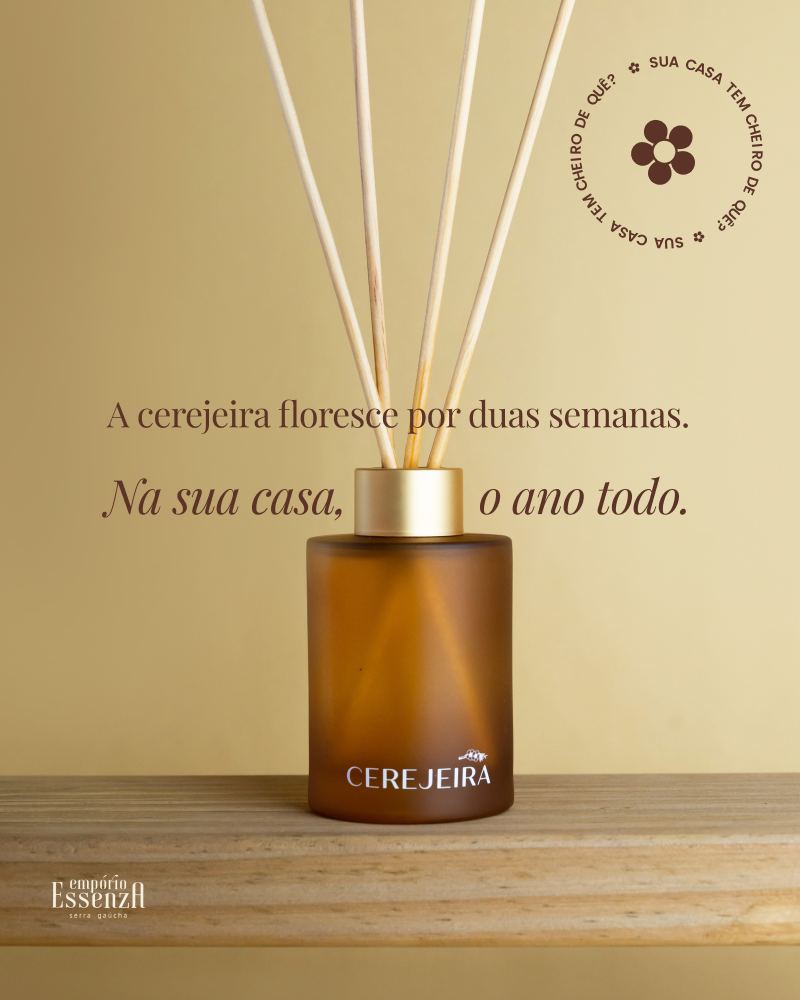 SUA CASA TEM CHEIRO DE QUÊ?
SUA CASA TEM CHEIRO DE QUÊ?
A cerejeira floresce por duas semanas.
Na sua casa, o ano todo.
CEREJEIRA
empório
Essenza
serra gaúcha